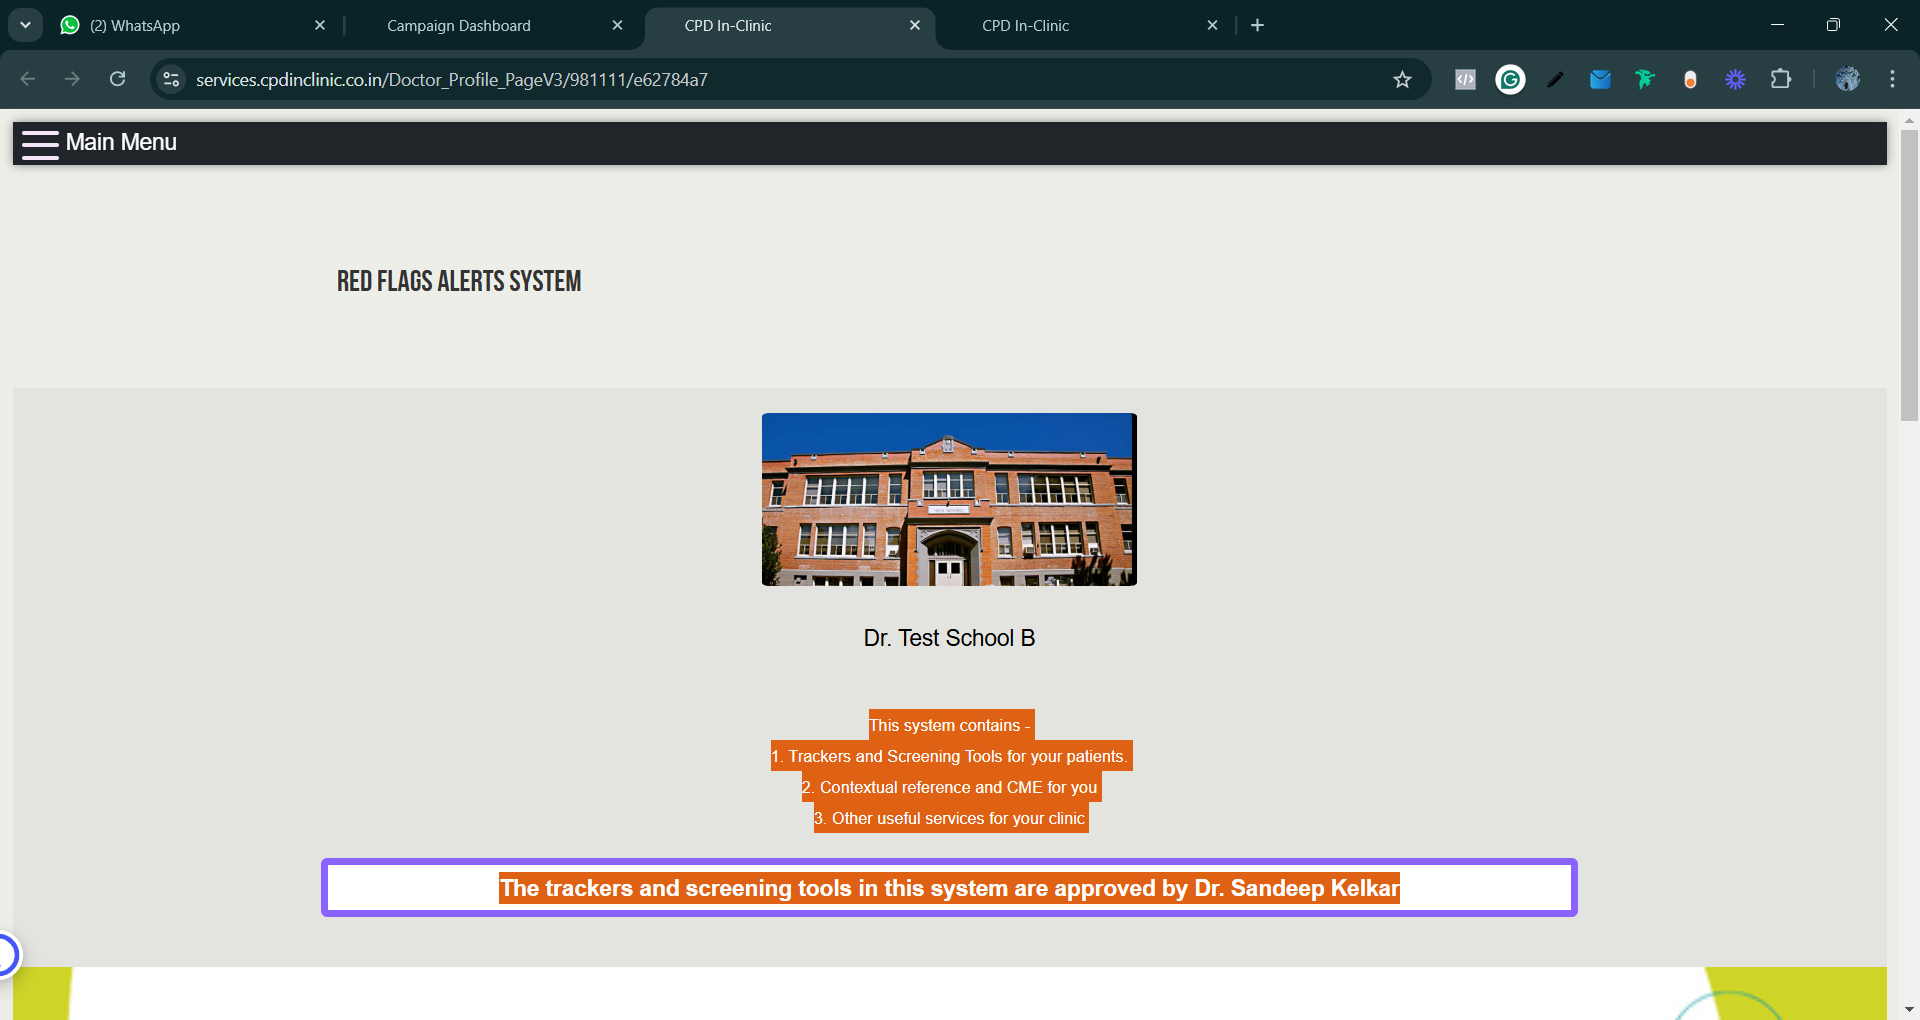 (2) WhatsApp
Campaign Dashboard
CPD In-Clinic
CPD In-Clinic
services.cpdinclinic.co.in/Doctor_Profile_PageV3/981111/e62784a7
Main Menu
RED FLAGS ALERTS SYSTEM
Dr. Test School B
This system contains -
1. Trackers and Screening Tools for your patients.
2. Contextual reference and CME for you
3. Other useful services for your clinic
The trackers and screening tools in this system are approved by Dr. Sandeep Kelkar